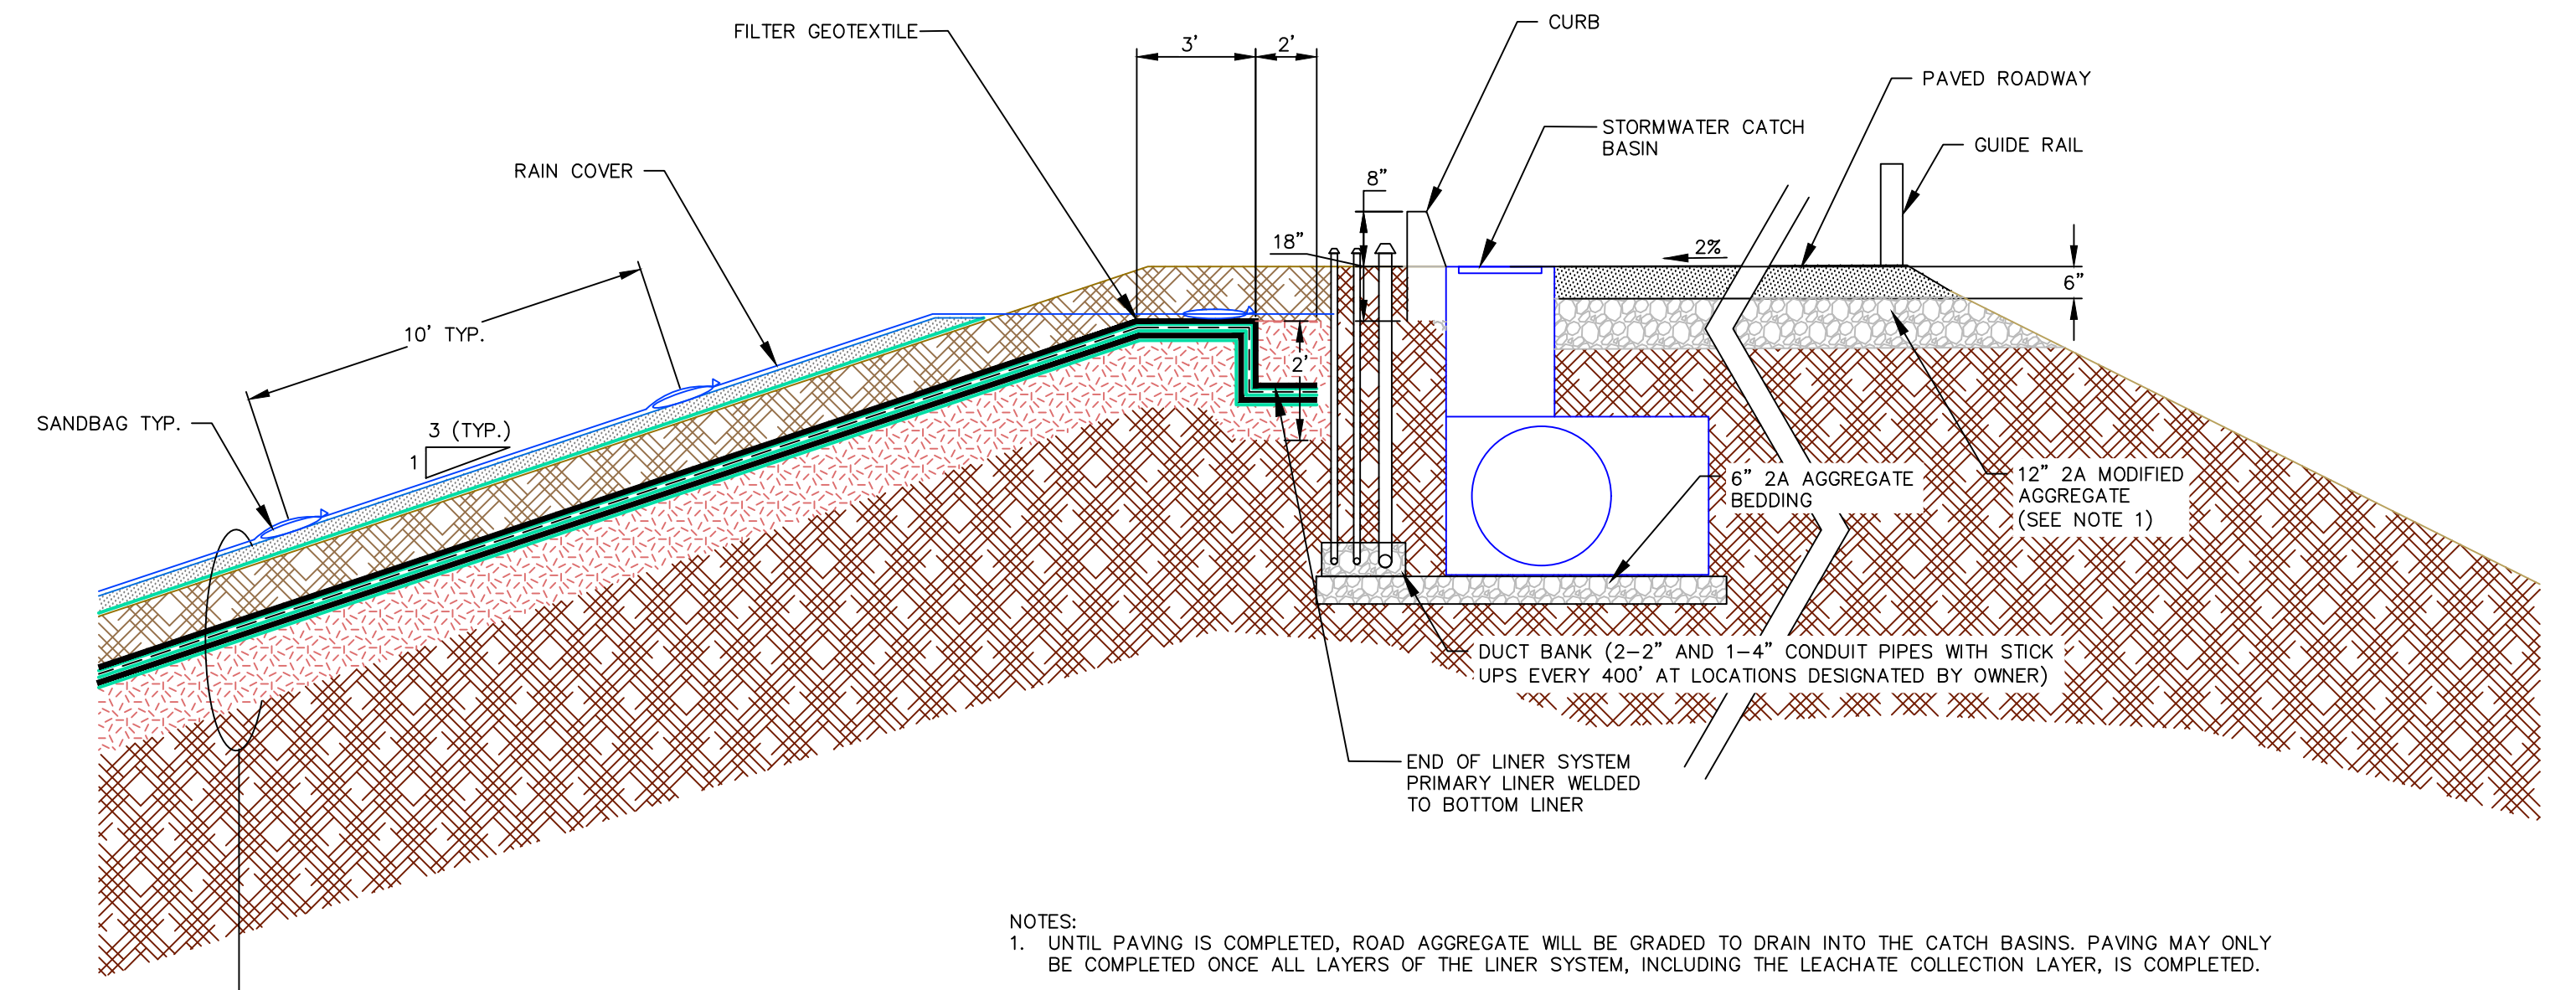 FILTER GEOTEXTILE
3'
2'
CURB
PAVED ROADWAY
STORMWATER CATCH
BASIN
GUIDE RAIL
RAIN COVER
8"
18"
2%
6"
10' TYP.
2'
SANDBAG TYP.
3 (TYP.)
1
6" 2A AGGREGATE
BEDDING
12" 2A MODIFIED
AGGREGATE
(SEE NOTE 1)
DUCT BANK (2-2" AND 1-4" CONDUIT PIPES WITH STICK
UPS EVERY 400' AT LOCATIONS DESIGNATED BY OWNER)
END OF LINER SYSTEM
PRIMARY LINER WELDED
TO BOTTOM LINER
NOTES:
1. UNTIL PAVING IS COMPLETED, ROAD AGGREGATE WILL BE GRADED TO DRAIN INTO THE CATCH BASINS. PAVING MAY ONLY
BE COMPLETED ONCE ALL LAYERS OF THE LINER SYSTEM, INCLUDING THE LEACHATE COLLECTION LAYER, IS COMPLETED.